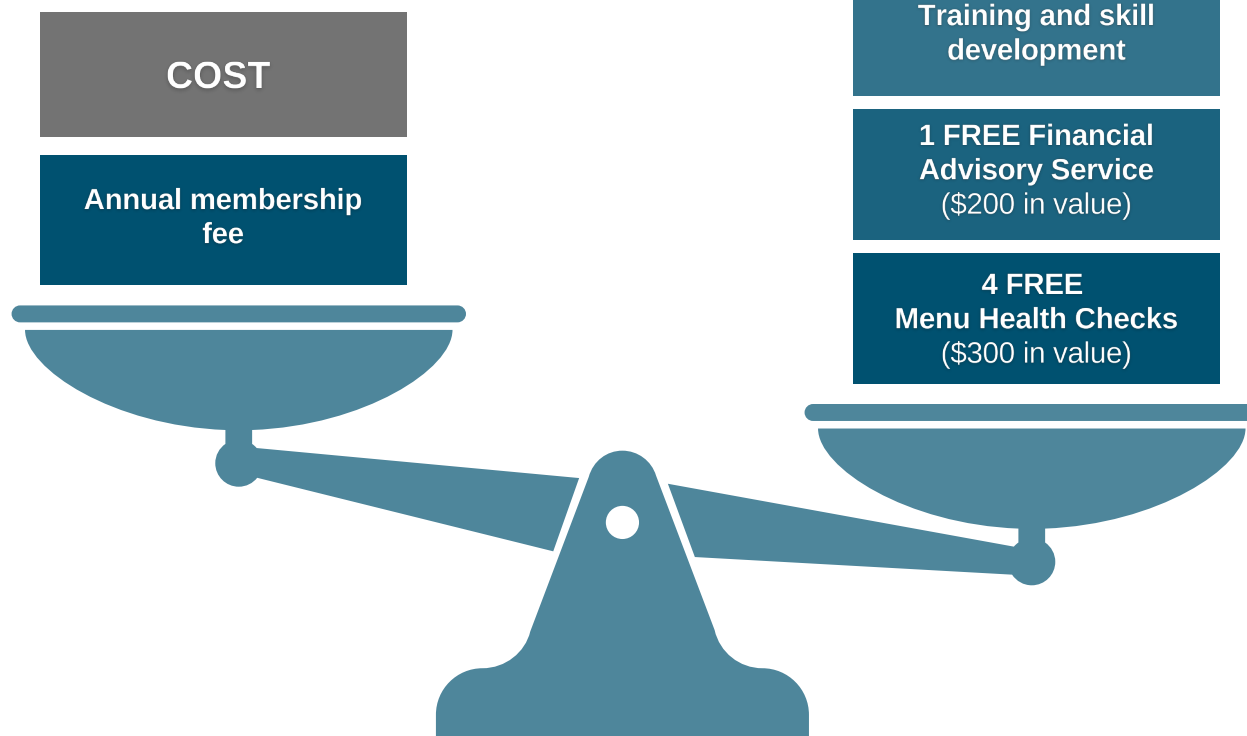 COST
Annual membership
fee
Training and skill
development
1 FREE Financial
Advisory Service
($200 in value)
4 FREE
Menu Health Checks
($300 in value)